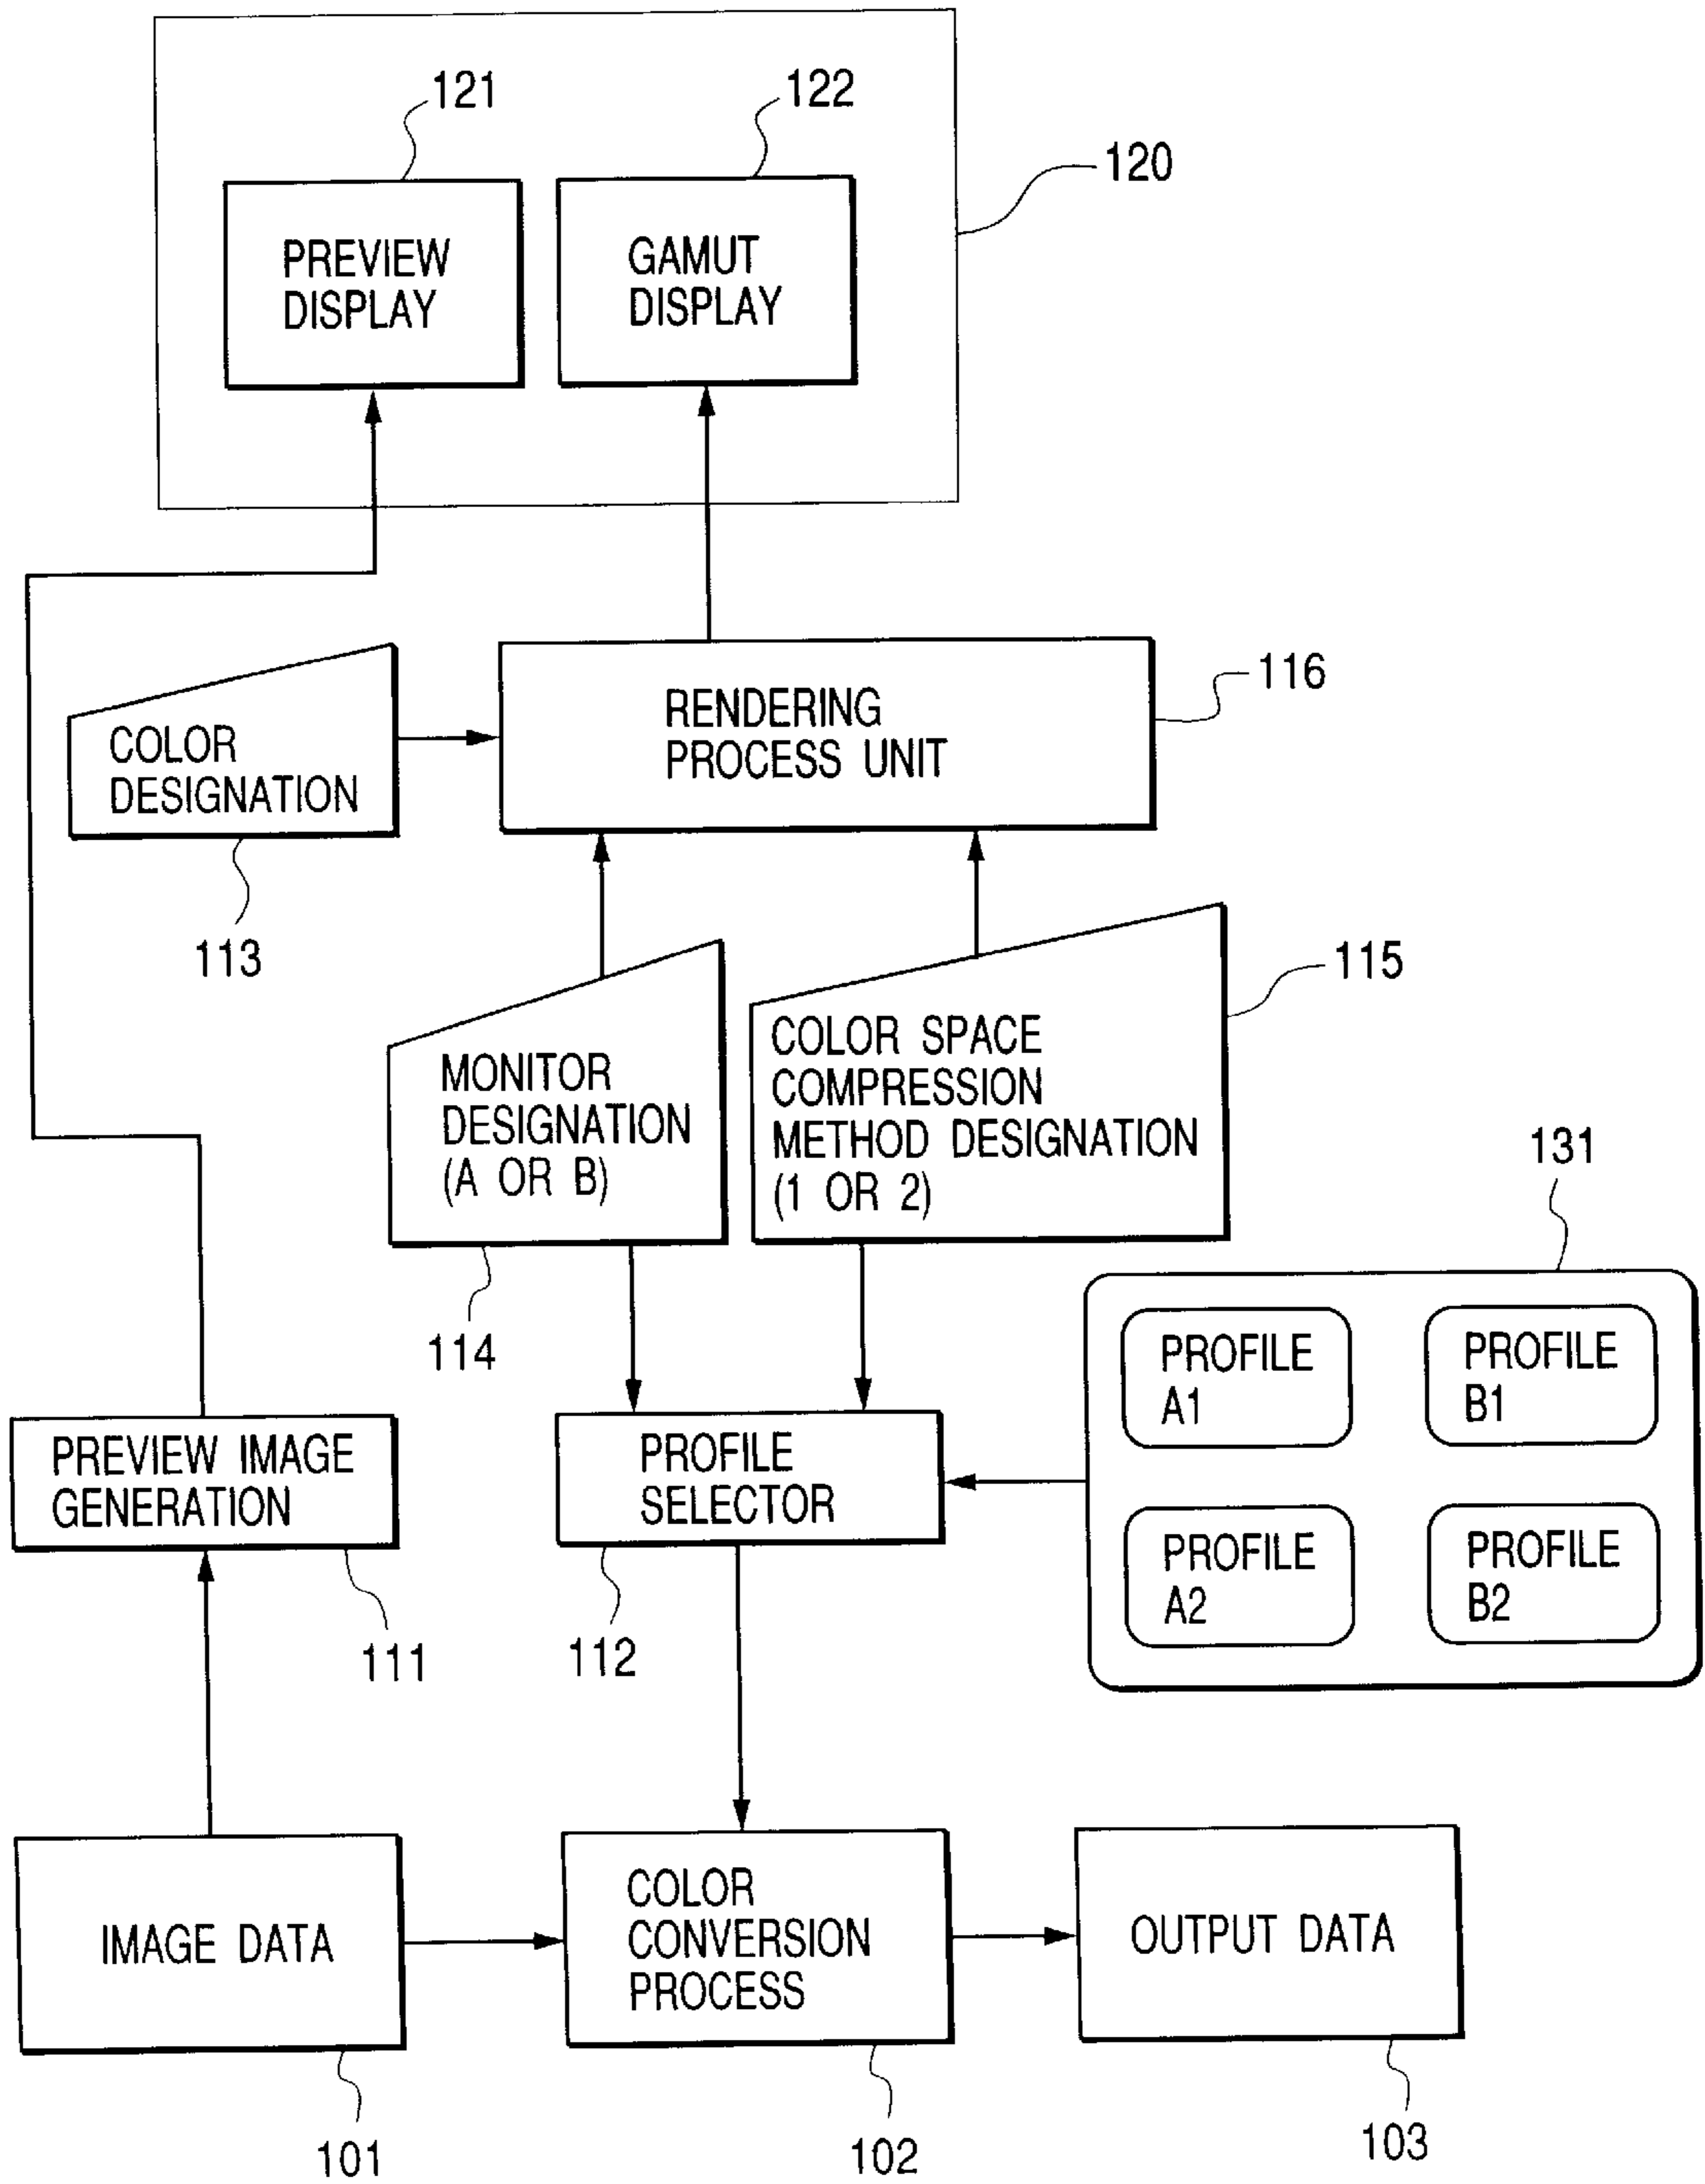 121
122
120
PREVIEW
DISPLAY
GAMUT
DISPLAY
116
RENDERING
PROCESS UNIT
COLOR
DESIGNATION
113
115
MONITOR
DESIGNATION
(A OR B)
COLOR SPACE
COMPRESSION
METHOD DESIGNATION
(1 OR 2)
131
114
PROFILE
A1
PROFILE
B1
PREVIEW IMAGE
GENERATION
PROFILE
SELECTOR
PROFILE
A2
PROFILE
B2
111
112
IMAGE DATA
COLOR
CONVERSION
PROCESS
OUTPUT DATA
101
102
103